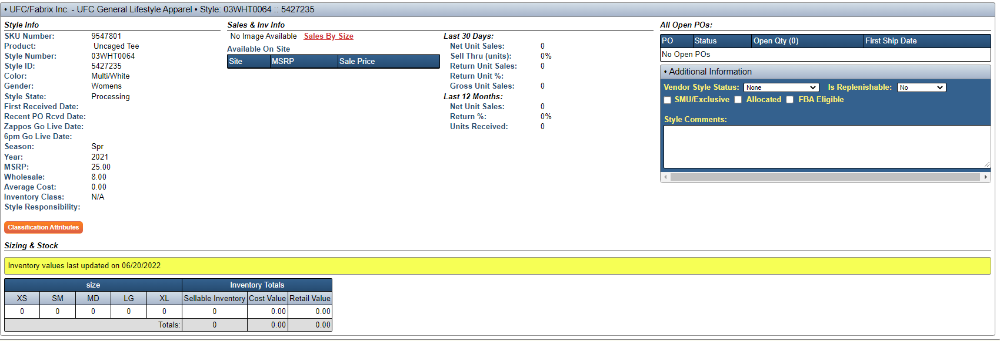 • UFC/Fabrix Inc. - UFC General Lifestyle Apparel • Style: 03WHT0064 :: 5427235
Style Info
SKU Number: 9547801
Product: Uncaged Tee
Style Number: 03WHT0064
Style ID: 5427235
Color: Multi/White
Gender: Womens
Style State: Processing
First Received Date:
Recent PO Rcvd Date:
Zappos Go Live Date:
6pm Go Live Date:
Season: Spr
Year: 2021
MSRP: 25.00
Wholesale: 8.00
Average Cost: 0.00
Inventory Class: N/A
Style Responsibility:
Classification Attributes
Sales & Inv Info
No Image Available Sales By Size
Available On Site
Site MSRP Sale Price
Last 30 Days:
Net Unit Sales: 0
Sell Thru (units): 0%
Return Unit Sales: 0
Return Unit %:
Gross Unit Sales: 0
Last 12 Months:
Net Unit Sales: 0
Return %: 0%
Units Received: 0
All Open POs:
PO Status Open Qty (0) First Ship Date
No Open POs
• Additional Information
Vendor Style Status: None Is Replenishable: No
SMU/Exclusive Allocated FBA Eligible
Style Comments:
Sizing & Stock
Inventory values last updated on 06/20/2022
size Inventory Totals
XS SM MD LG XL Sellable Inventory Cost Value Retail Value
0 0 0 0 0 0 0.00 0.00
Totals: 0 0.00 0.00